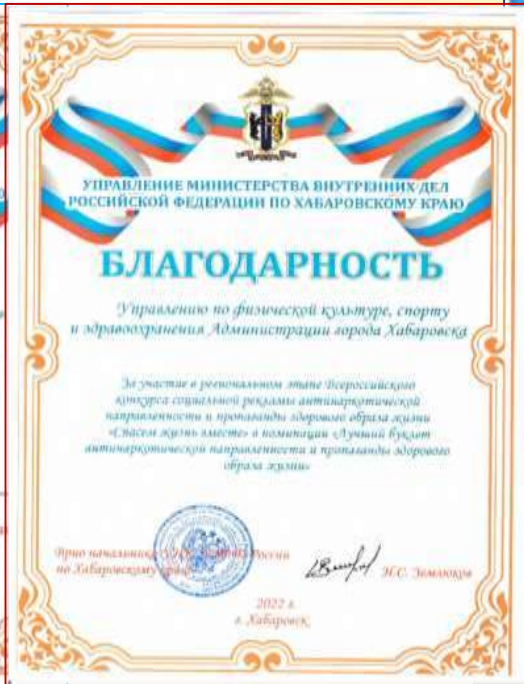 УПРАВЛЕНИЕ МИНИСТЕРСТВА ВНУТРЕННИХ ДЕЛ
РОССИЙСКОЙ ФЕДЕРАЦИИ ПО ХАБАРОВСКОМУ КРАЮ
БЛАГОДАРНОСТЬ
Управлению по физической культуре, спорту
и здравоохранения Администрации города Хабаровска
За участие в региональном этапе Всероссийского
конкурса социальной рекламы антинаркотической
направленности и пропаганды здорового образа жизни
«Спасем жизнь вместе» в номинации «Лучший буклет
антинаркотической направленности и пропаганды здорового
образа жизни»
Врио начальника УНК России
по Хабаровскому краю
Н.С. Земляков
2022 г.
г. Хабаровск